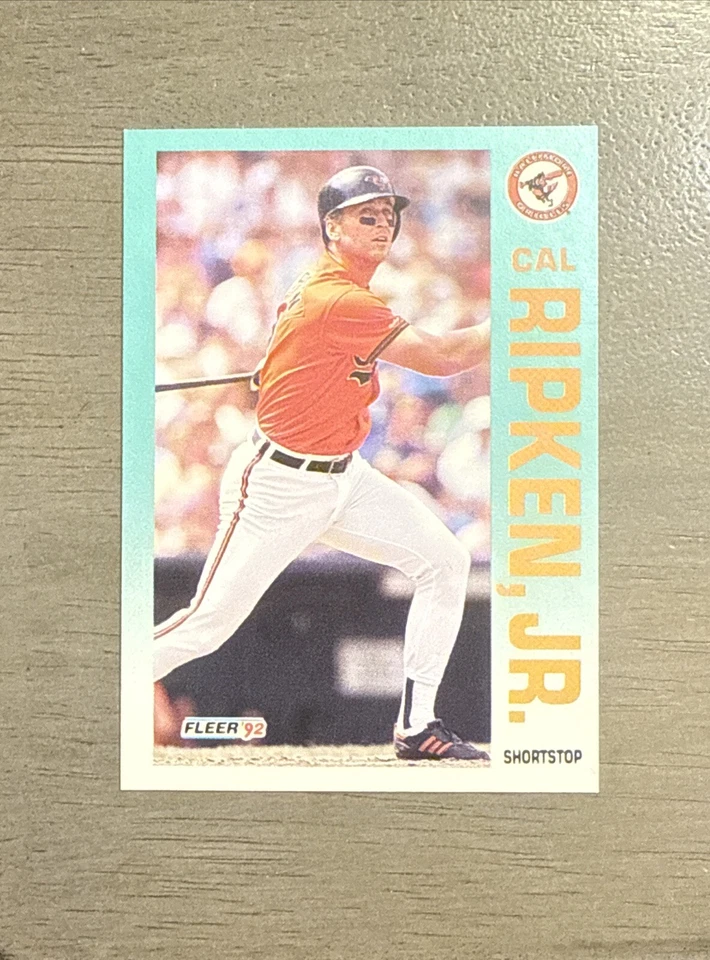 CAL
RIPKEN, JR.
SHORTSTOP
FLEER '92